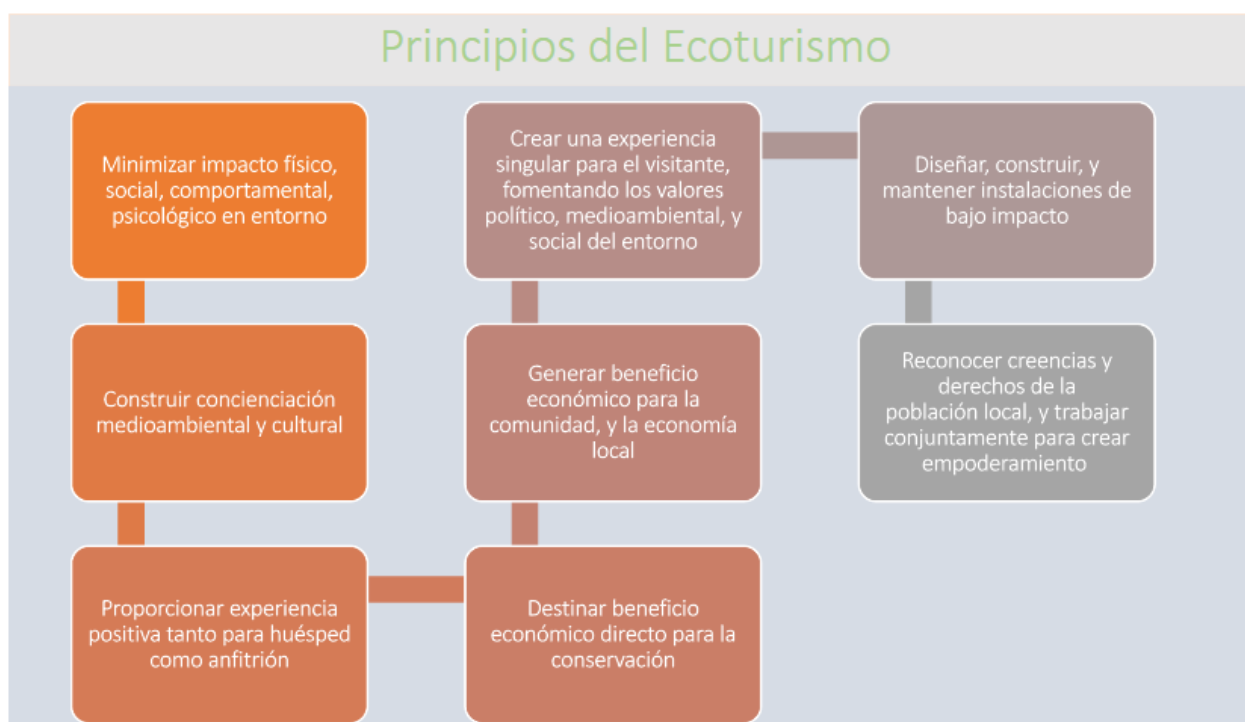 Principios del Ecoturismo
Minimizar impacto físico,
social, comportamental,
psicológico en entorno
Construir concienciación
medioambiental y cultural
Proporcionar experiencia
positiva tanto para huésped
como anfitrión
Destinar beneficio
económico directo para la
conservación
Generar beneficio
económico para la
comunidad, y la economía
local
Crear una experiencia
singular para el visitante,
fomentando los valores
político, medioambiental, y
social del entorno
Diseñar, construir, y
mantener instalaciones de
bajo impacto
Reconocer creencias y
derechos de la
población local, y trabajar
conjuntamente para crear
empoderamiento